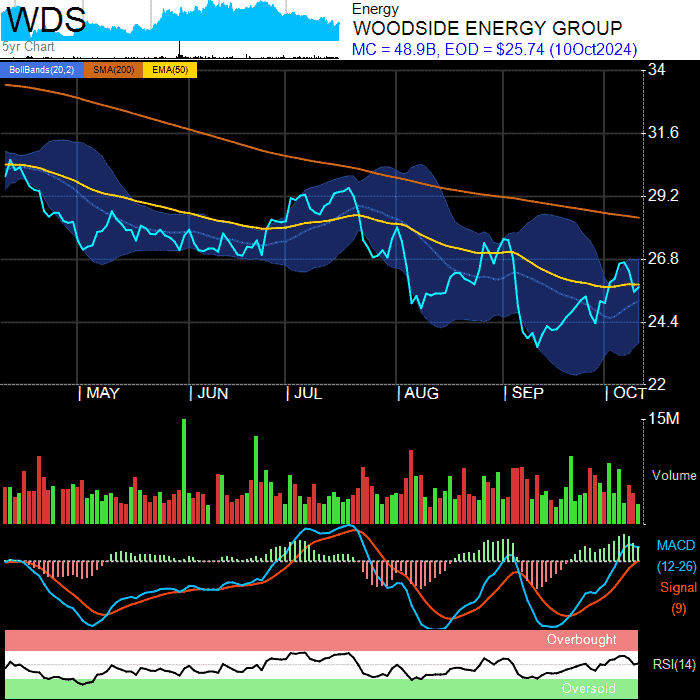 WDS
5yr Chart
Energy
WOODSIDE ENERGY GROUP
MC = 48.9B, EOD = $25.74 (10Oct2024)
BollBands(20,2) SMA(200) EMA(50)
34
31.6
29.2
26.8
24.4
22
| MAY | JUN | JUL | AUG | SEP | OCT
15M
Volume
MACD
(12-26)
Signal
(9)
Overbought
RSI(14)
Oversold